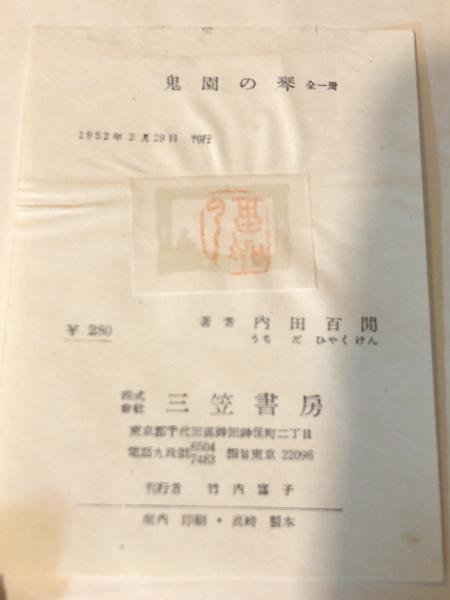 鬼園の琴 全一冊
1952年2月29日 刊行
¥ 280
著者 内田百閒
うち だ ひやくけん
株式會社 三笠書房
東京都千代田區神田神保町二丁目
電話九段 6504 7483 振替東京 22096
刊行者 竹内富子
堀内 印刷・高崎 製本